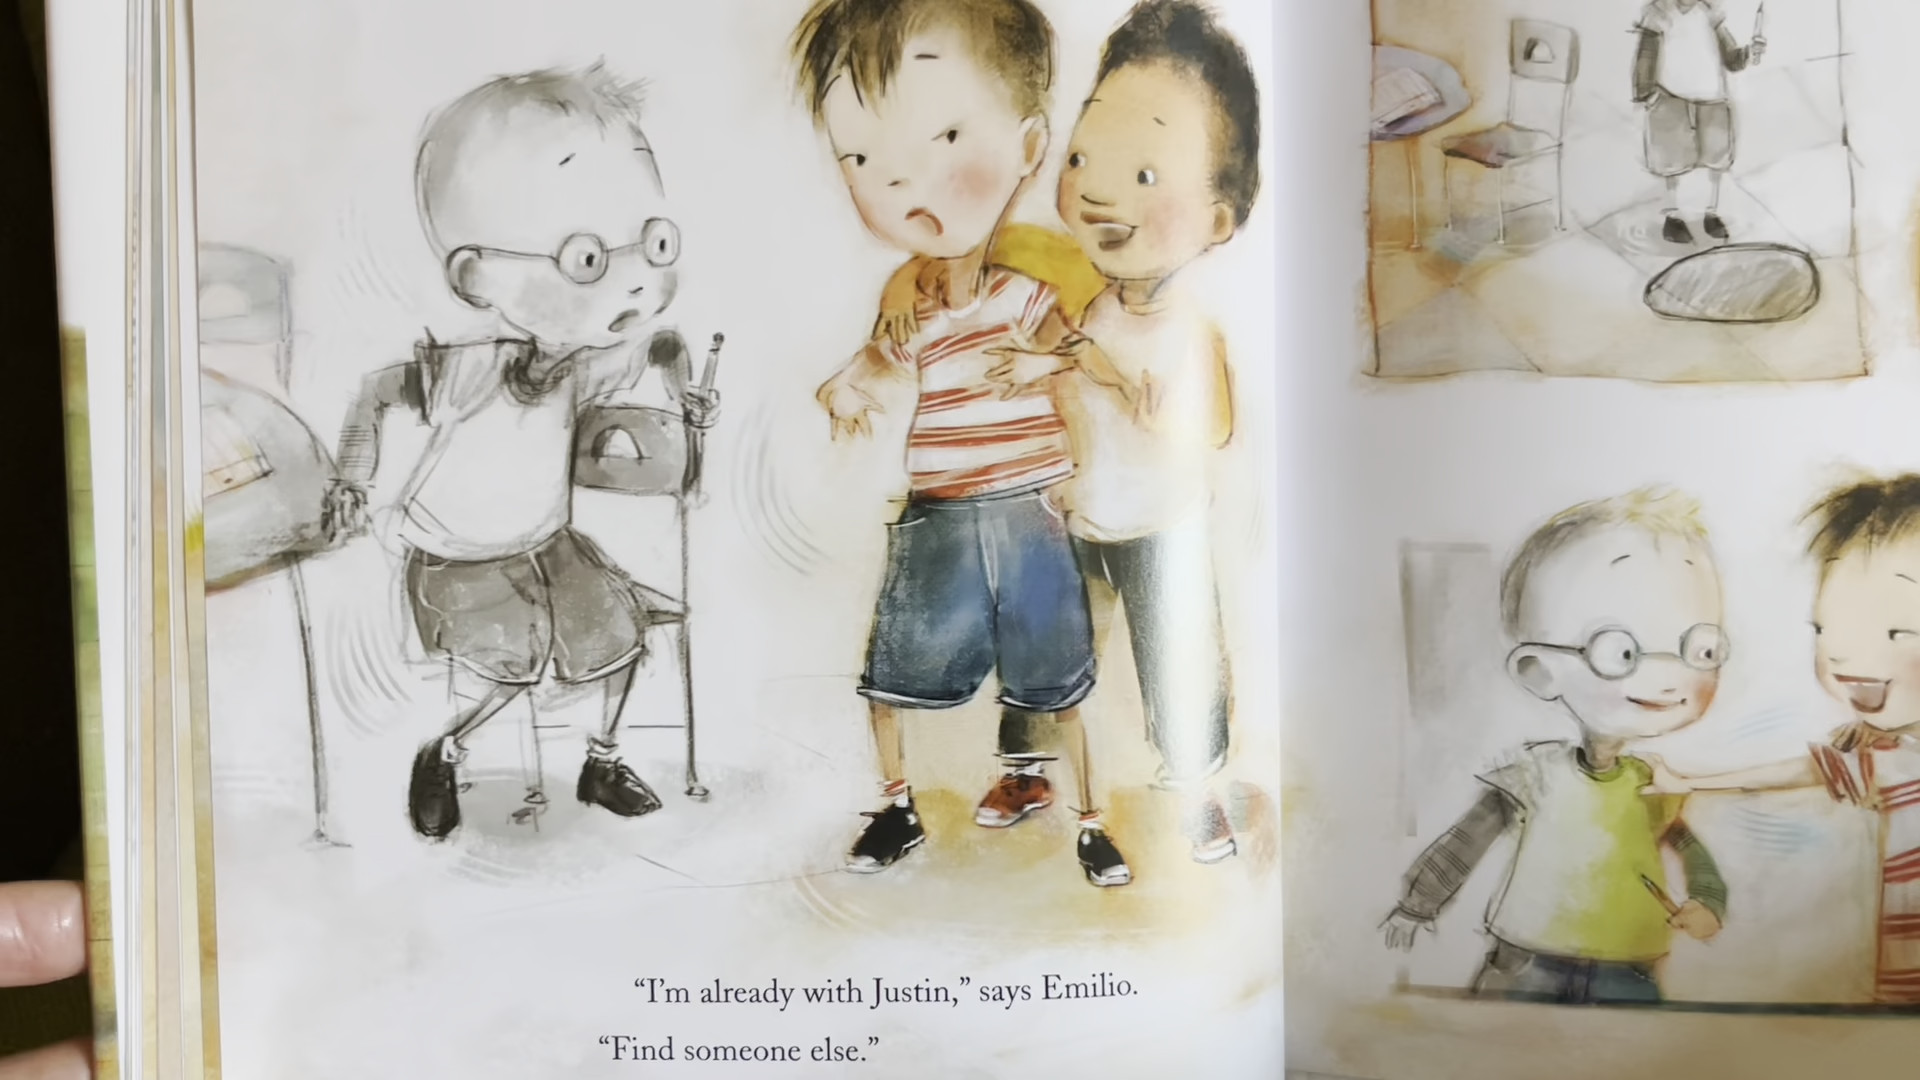 “I’m already with Justin,” says Emilio.
“Find someone else.”